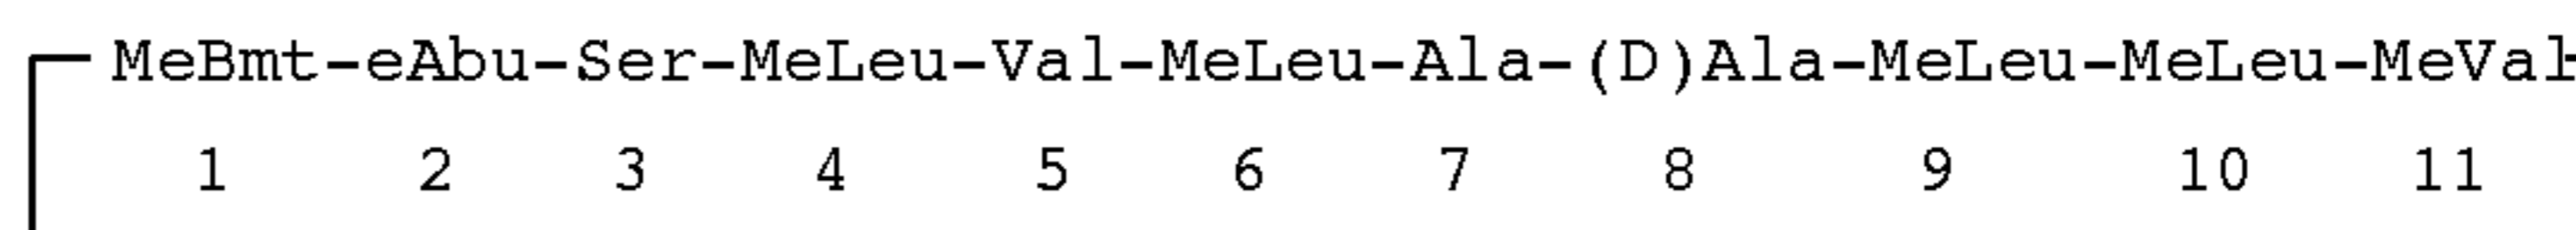 MeBmt-eAbu-Ser-MeLeu-Val-MeLeu-Ala-(D)Ala-MeLeu-MeLeu-MeVal-
1 2 3 4 5 6 7 8 9 10 11